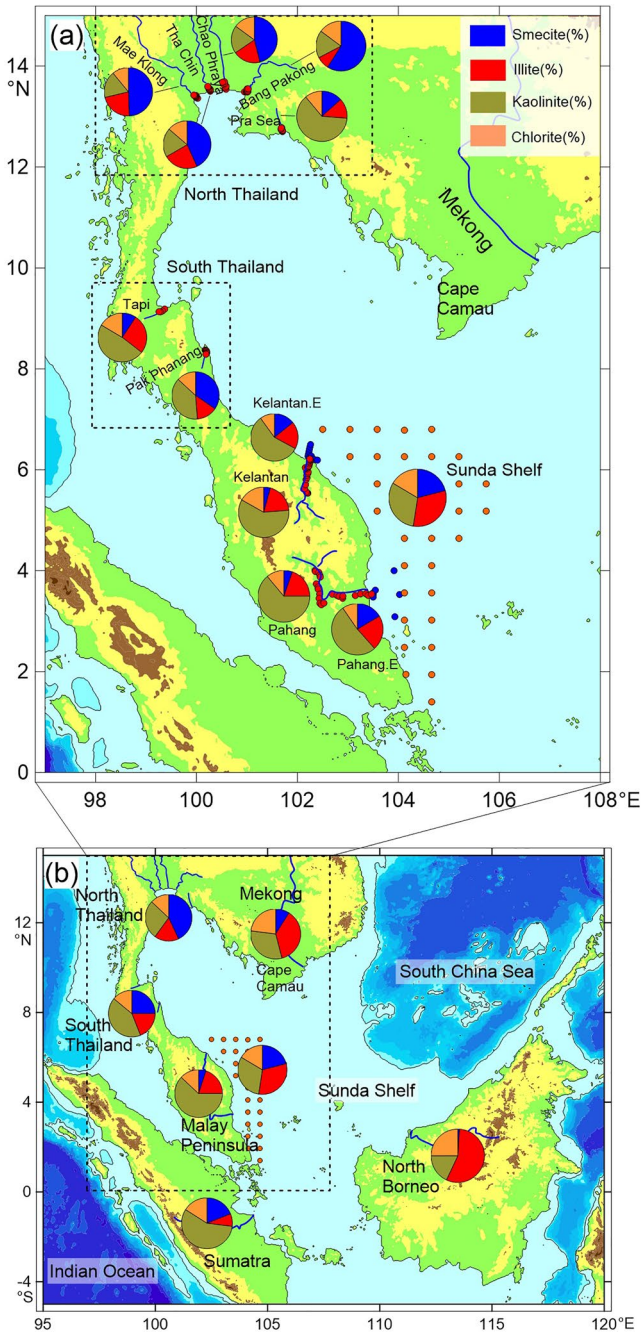 (a)
Mae Klong
Tha Chin
Chao Phraya
Bang Pakong
Pra Sea
Smecite(%)
Illite(%)
Kaolinite(%)
Chlorite(%)
14
°N
12
10
8
6
4
2
0
North Thailand
Mekong
South Thailand
Cape
Camau
Tapi
Pak Phanang
Kelantan.E
Sunda Shelf
Kelantan
Pahang
Pahang.E
98
100
102
104
106
108°E
(b)
North
Thailand
Mekong
12
°N
Cape
Camau
South China Sea
8
South
Thailand
Sunda Shelf
4
Malay
Peninsula
North
Borneo
0
Sumatra
Indian Ocean
-4
°S
95
100
105
110
115
120°E